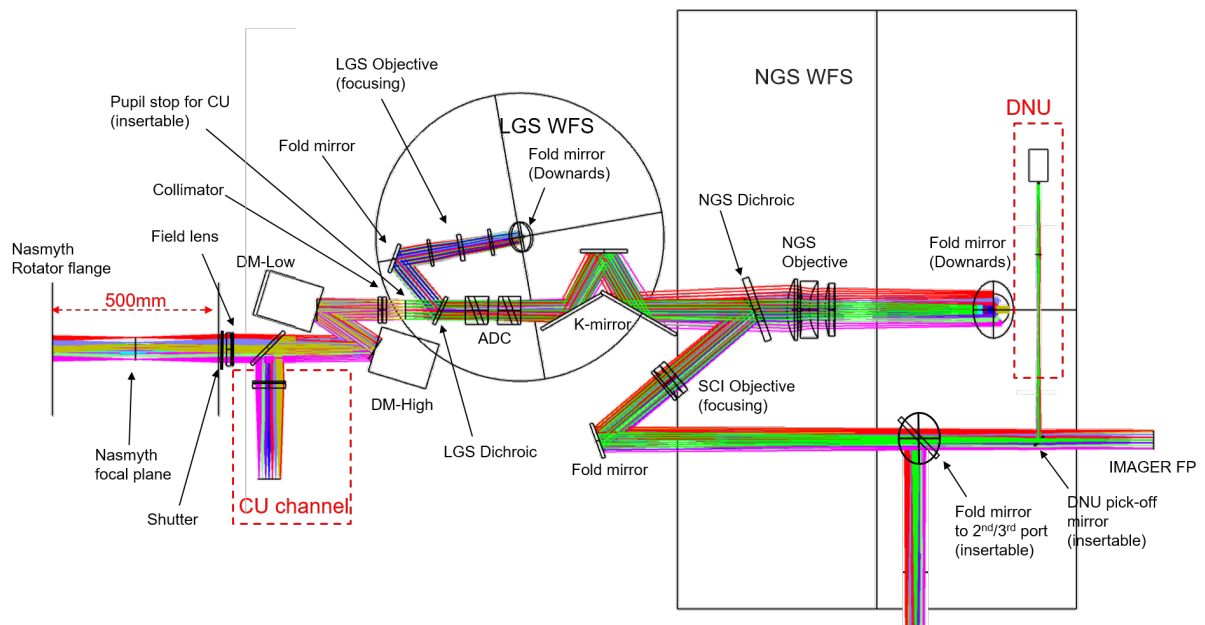 LGS Objective
(focusing)
NGS WFS
Pupil stop for CU
(insertable)
LGS WFS
DNU
Fold mirror
Fold mirror
(Downards)
Collimator
NGS Dichroic
Nasmyth
Rotator flange
Field lens
DM-Low
NGS
Objective
Fold mirror
(Downards)
500mm
K-mirror
ADC
DM-High
SCI Objective
(focusing)
LGS Dichroic
Nasmyth
focal plane
Fold mirror
IMAGER FP
Shutter
CU channel
Fold mirror
to 2nd/3rd port
(insertable)
DNU pick-off
mirror
(insertable)